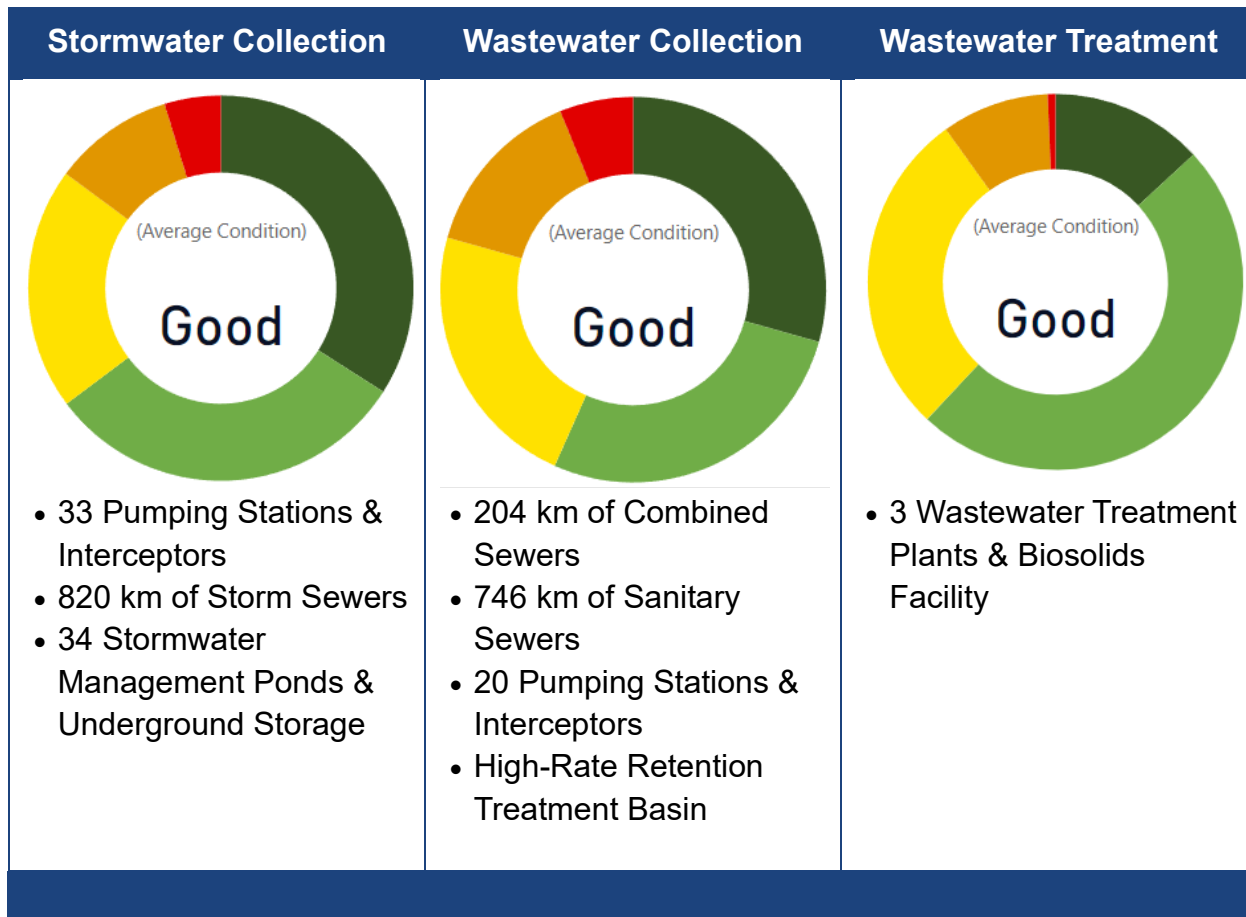 Stormwater Collection
(Average Condition)
Good
• 33 Pumping Stations &
Interceptors
• 820 km of Storm Sewers
• 34 Stormwater
Management Ponds &
Underground Storage
Wastewater Collection
(Average Condition)
Good
• 204 km of Combined
Sewers
• 746 km of Sanitary
Sewers
• 20 Pumping Stations &
Interceptors
• High-Rate Retention
Treatment Basin
Wastewater Treatment
(Average Condition)
Good
• 3 Wastewater Treatment
Plants & Biosolids
Facility